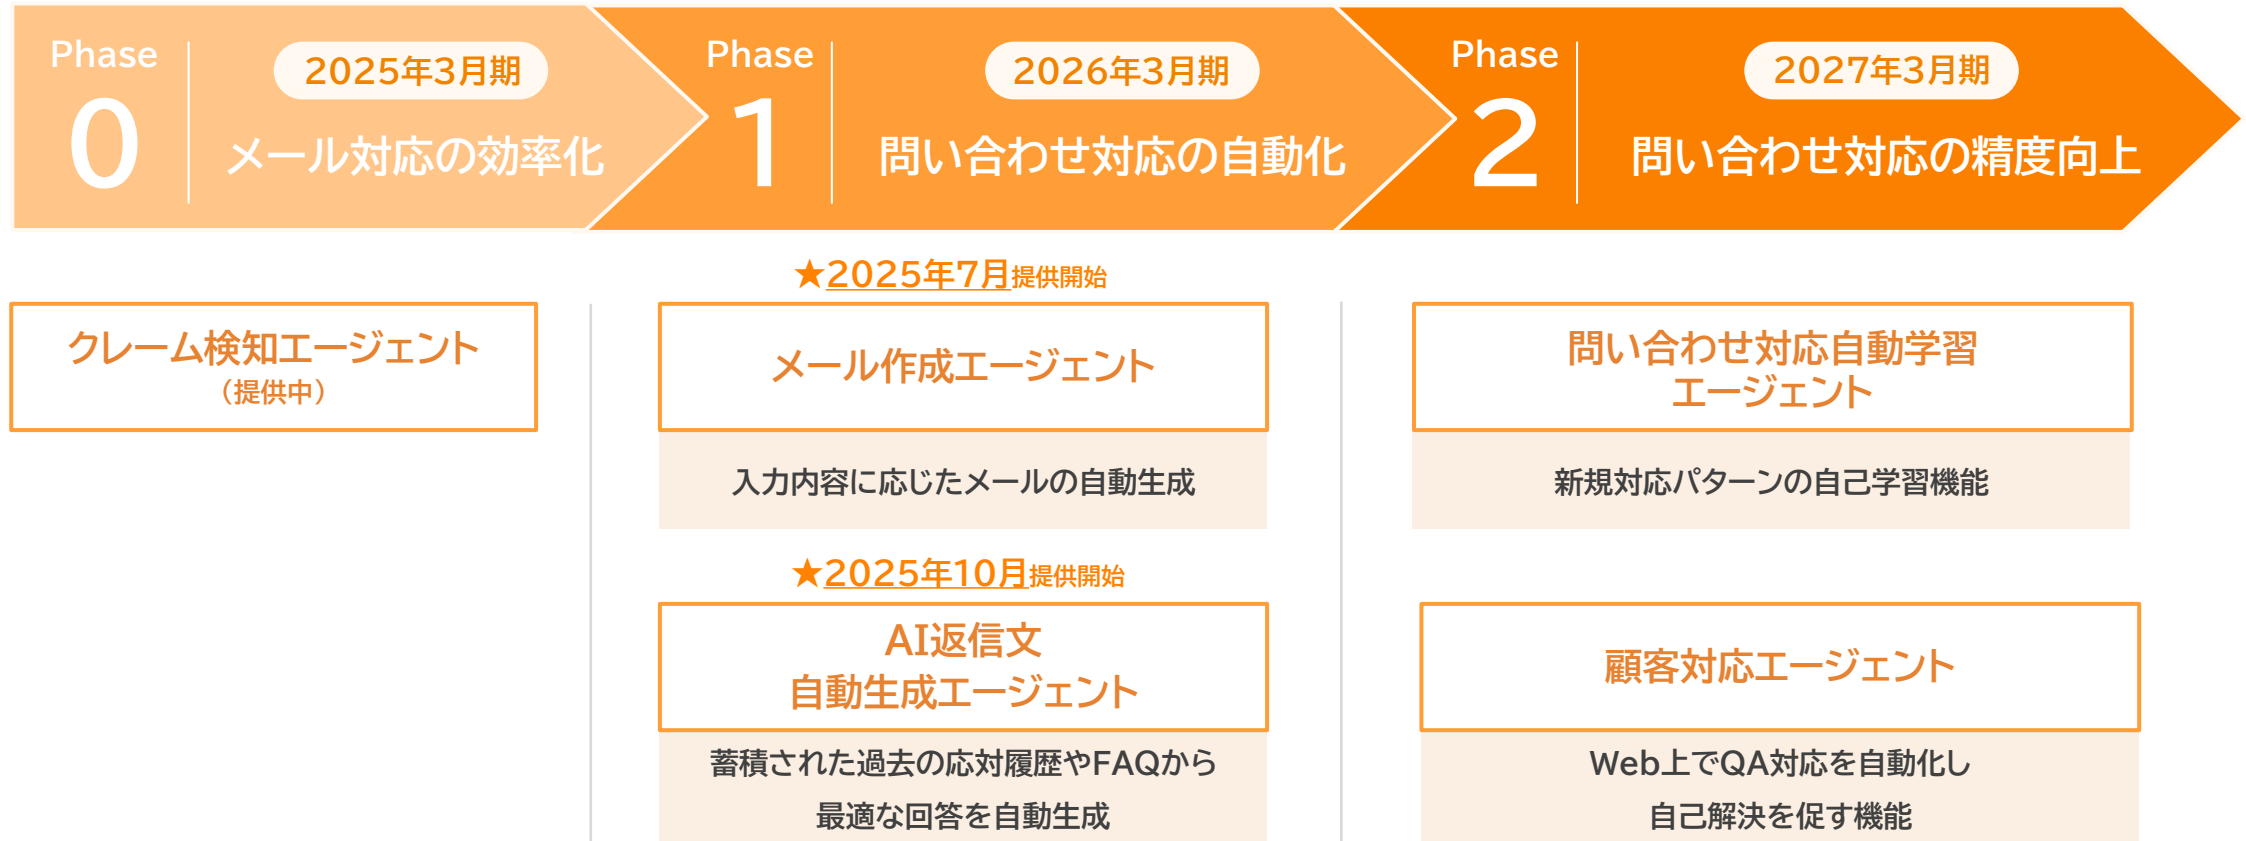 Phase
0
2025年3月期
メール対応の効率化
Phase
1
2026年3月期
問い合わせ対応の自動化
Phase
2
2027年3月期
問い合わせ対応の精度向上
クレーム検知エージェント
（提供中）
★2025年7月提供開始
メール作成エージェント
入力内容に応じたメールの自動生成
★2025年10月提供開始
AI返信文
自動生成エージェント
蓄積された過去の応対履歴やFAQから
最適な回答を自動生成
問い合わせ対応自動学習
エージェント
新規対応パターンの自己学習機能
顧客対応エージェント
Web上でQA対応を自動化し
自己解決を促す機能